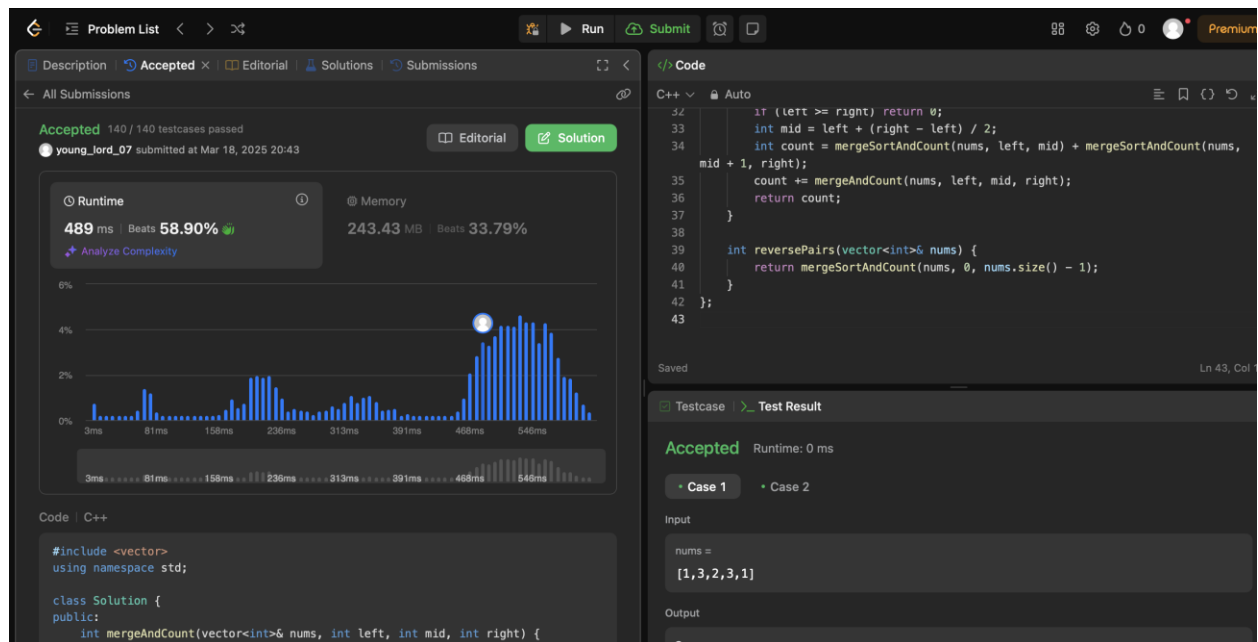 Problem List
Run
Submit
0
Premium
Description
Accepted
Editorial
Solutions
Submissions
All Submissions
Accepted 140 / 140 testcases passed
young_lord_07 submitted at Mar 18, 2025 20:43
Editorial
Solution
Runtime
489 ms | Beats 58.90%
Analyze Complexity
Memory
243.43 MB | Beats 33.79%
6%
4%
2%
0%
3ms 81ms 158ms 236ms 313ms 391ms 468ms 546ms
3ms 81ms 158ms 236ms 313ms 391ms 468ms 546ms
Code | C++
#include <vector>
using namespace std;
class Solution {
public:
int mergeAndCount(vector<int>& nums, int left, int mid, int right) {
</> Code
C++ Auto
32 if (left >= right) return 0;
33 int mid = left + (right - left) / 2;
34 int count = mergeSortAndCount(nums, left, mid) + mergeSortAndCount(nums,
mid + 1, right);
35 count += mergeAndCount(nums, left, mid, right);
36 return count;
37 }
38
39 int reversePairs(vector<int>& nums) {
40 return mergeSortAndCount(nums, 0, nums.size() - 1);
41 }
42 };
43
Saved
Ln 43, Col 1
Testcase
>_ Test Result
Accepted Runtime: 0 ms
• Case 1
• Case 2
Input
nums =
[1,3,2,3,1]
Output